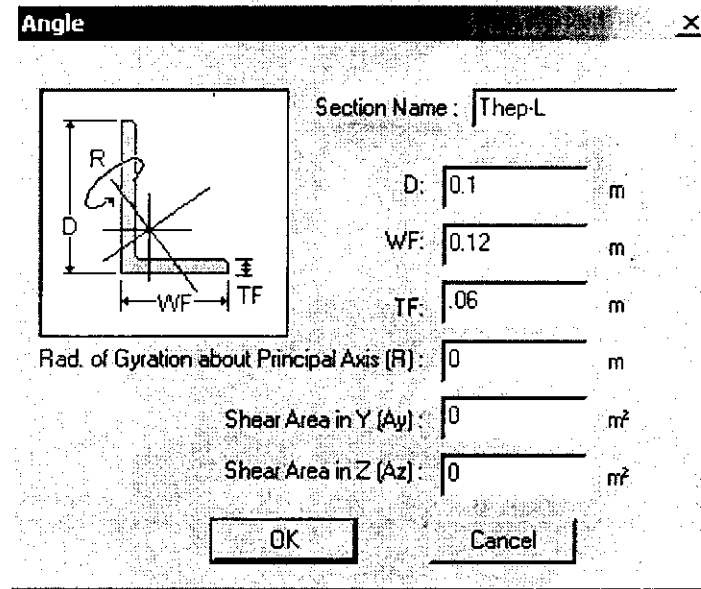 Angle
Section Name : Thep-L
R
D
WF
TF
D: 0.1 m
WF: 0.12 m
TF: .06 m
Rad. of Gyration about Principal Axis (R) : 0 m
Shear Area in Y (Ay) : 0 m²
Shear Area in Z (Az) : 0 m²
OK Cancel